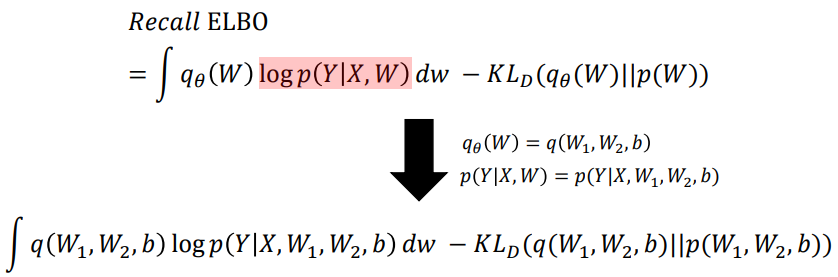 Recall ELBO
= ∫ q_θ(W) log p(Y|X, W) dw − KL_D(q_θ(W)||p(W))
q_θ(W) = q(W_1, W_2, b)
p(Y|X, W) = p(Y|X, W_1, W_2, b)
∫ q(W_1, W_2, b) log p(Y|X, W_1, W_2, b) dw − KL_D(q(W_1, W_2, b)||p(W_1, W_2, b))